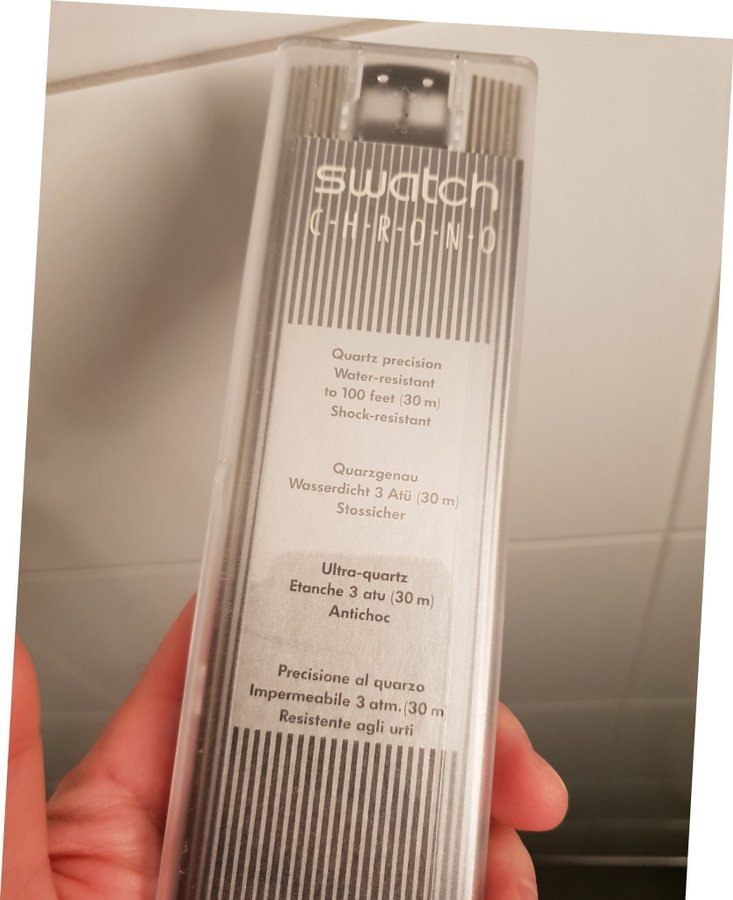 swatch
C-H-R-O-N-O
Quartz precision
Water-resistant
to 100 feet (30 m)
Shock-resistant
Quarzgenau
Wasserdicht 3 Atü (30 m)
Stossicher
Ultra-quartz
Etanche 3 atu (30 m)
Antichoc
Precisione al quarzo
Impermeabile 3 atm. (30 m
Resistente agli urti